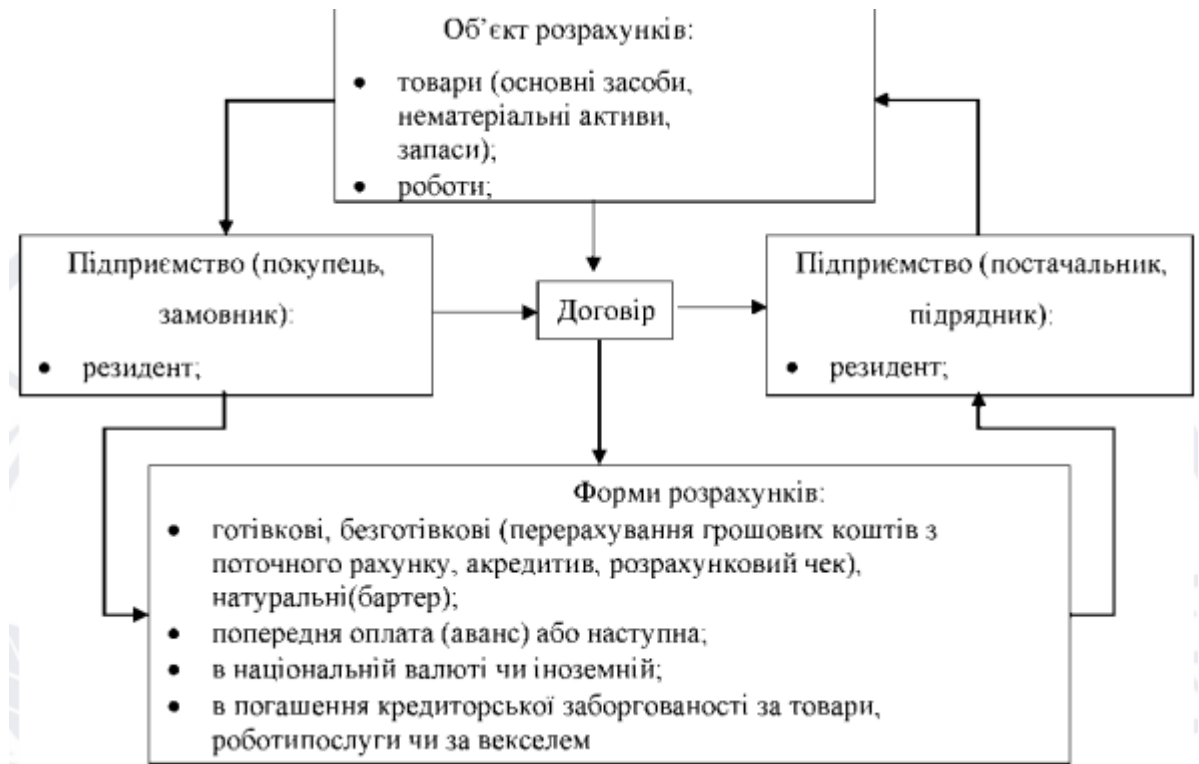 Об’єкт розрахунків:
• товари (основні засоби,
нематеріальні активи,
запаси);
• роботи;
Підприємство (покупець,
замовник):
• резидент;
Договір
Підприємство (постачальник,
підрядник):
• резидент;
Форми розрахунків:
• готівкові, безготівкові (перерахування грошових коштів з
поточного рахунку, акредитив, розрахунковий чек),
натуральні(бартер);
• попередня оплата (аванс) або наступна;
• в національній валюті чи іноземній;
• в погашення кредиторської заборгованості за товари,
роботипослуги чи за векселем